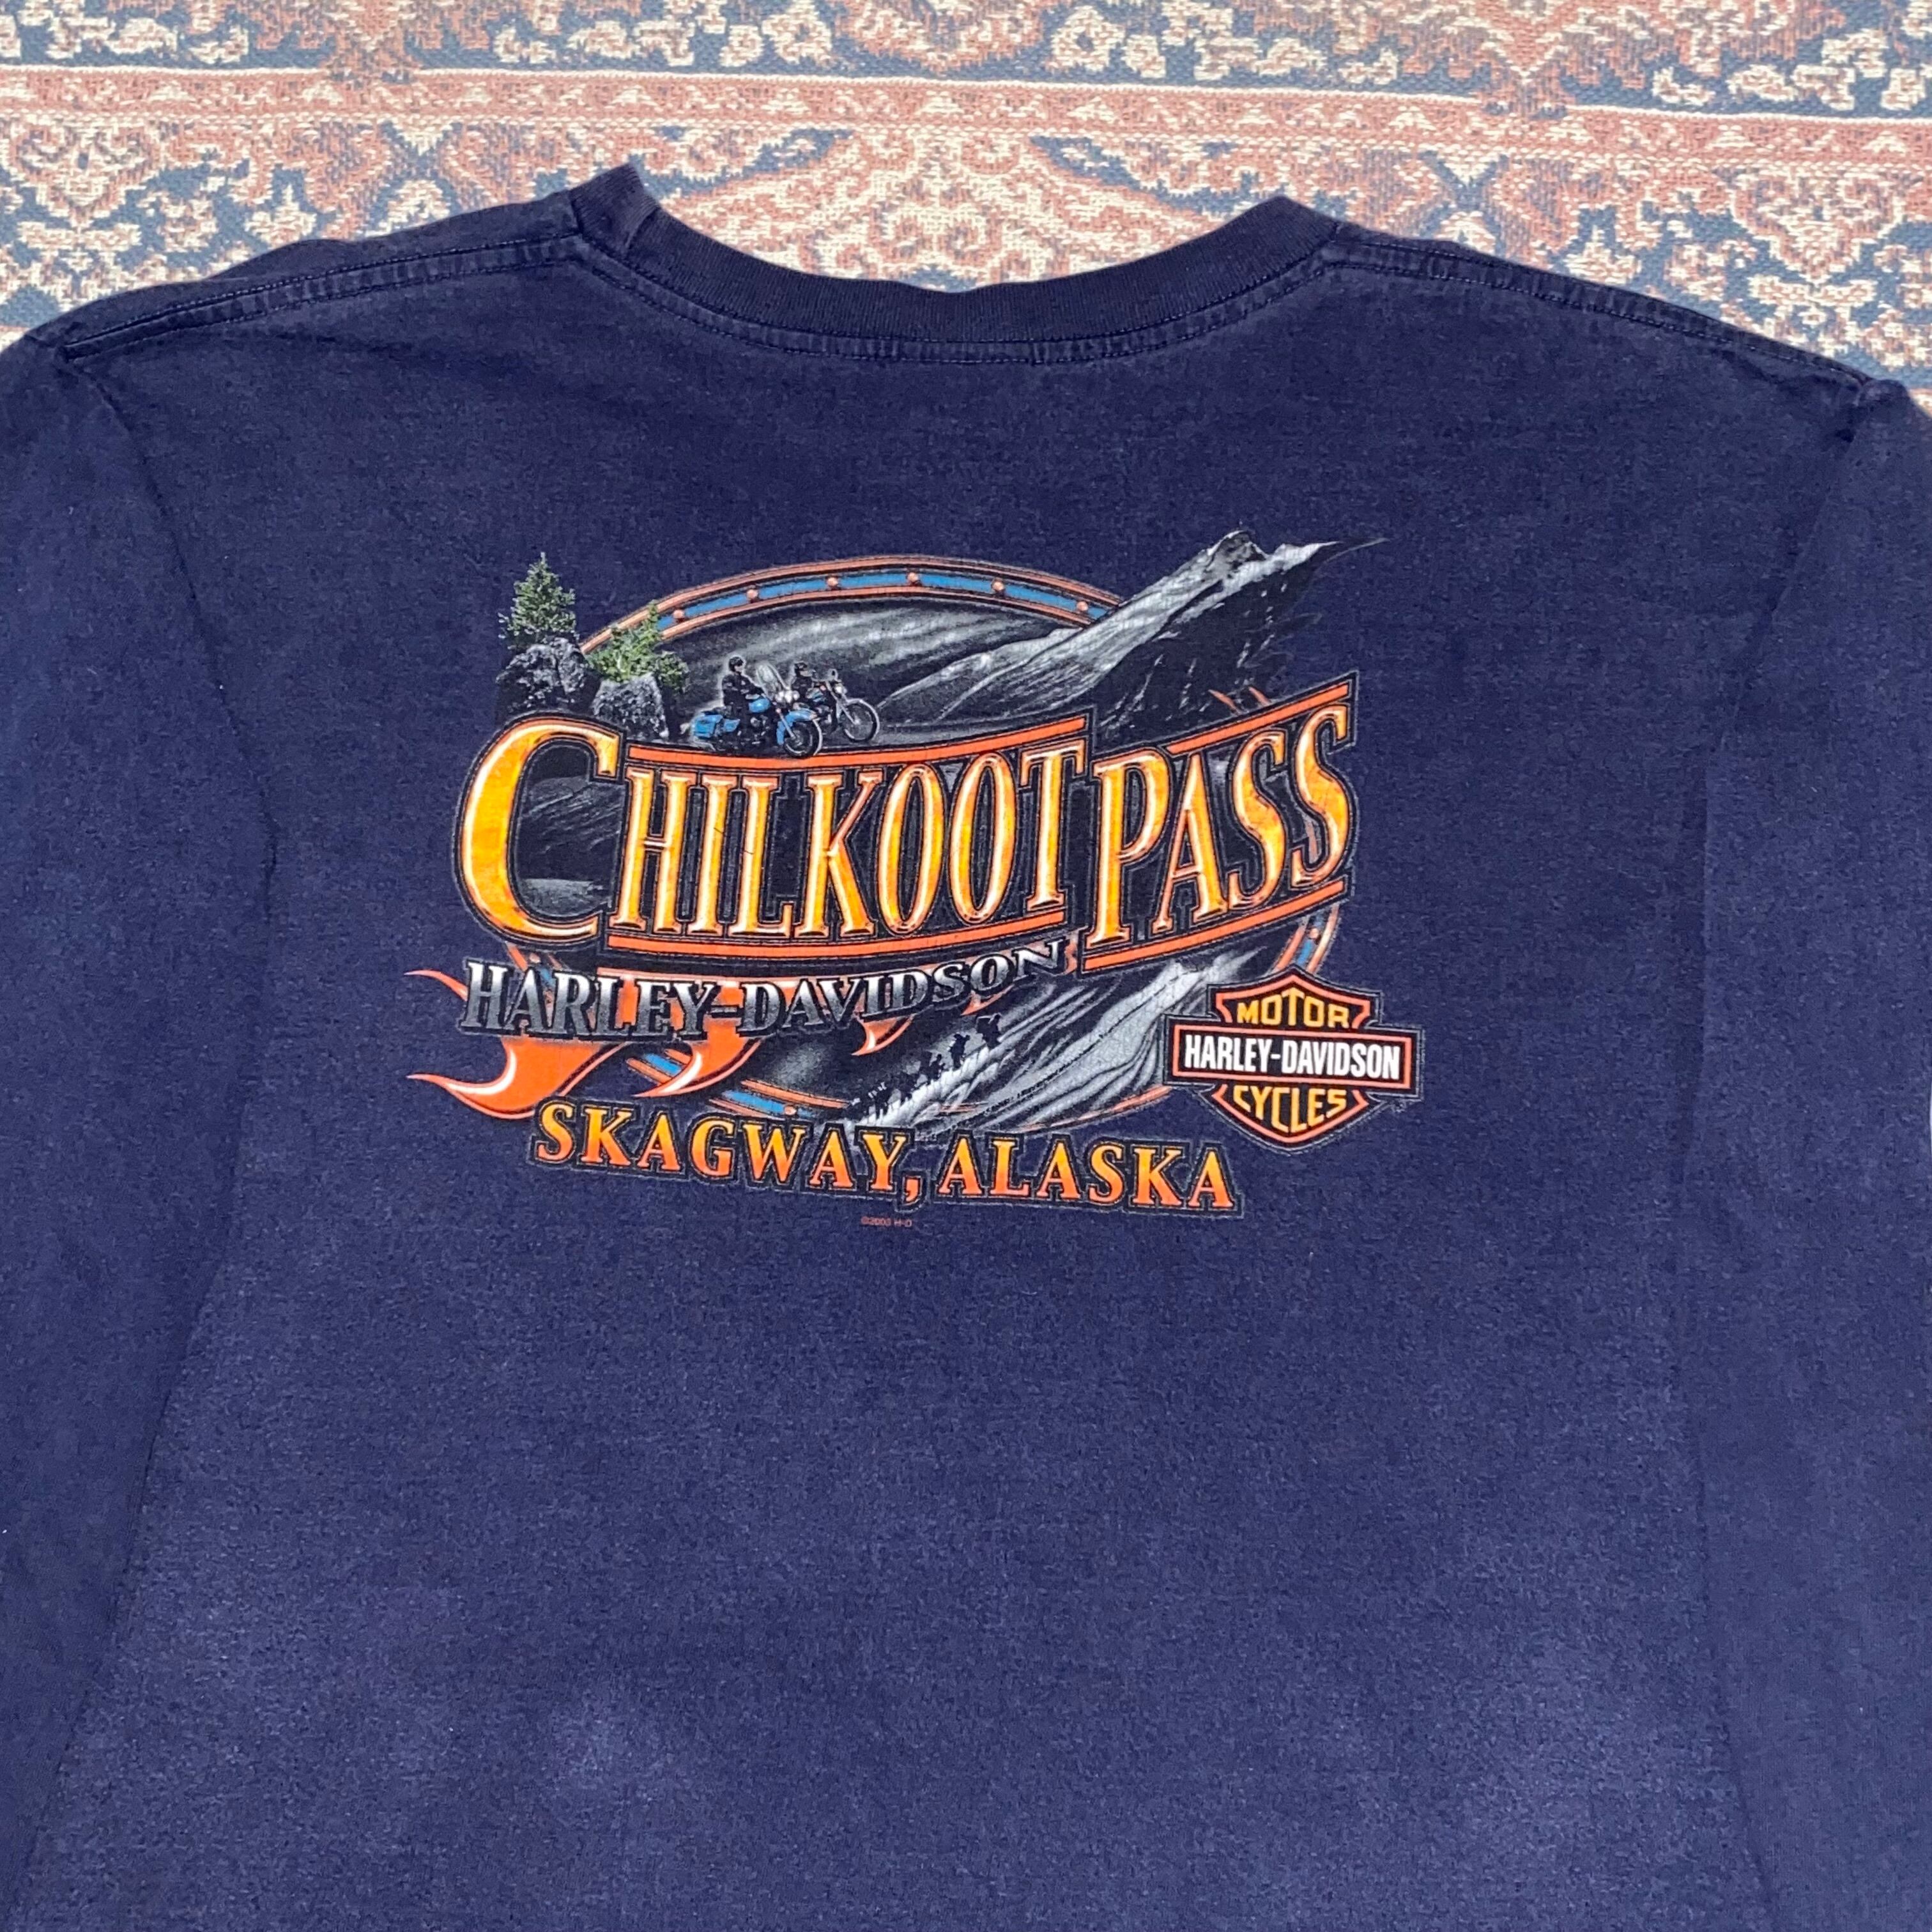 CHILKOOT PASS
HARLEY-DAVIDSON
MOTOR
HARLEY-DAVIDSON
CYCLES
SKAGWAY, ALASKA
H-D